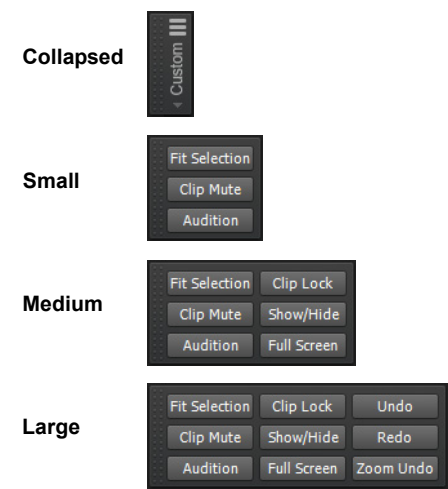 Collapsed
Custom
Small
Fit Selection
Clip Mute
Audition
Medium
Fit Selection Clip Lock
Clip Mute Show/Hide
Audition Full Screen
Large
Fit Selection Clip Lock Undo
Clip Mute Show/Hide Redo
Audition Full Screen Zoom Undo